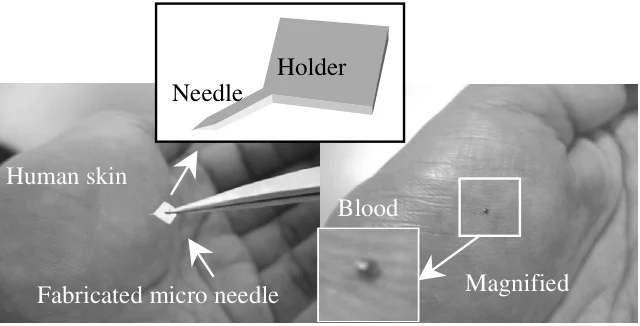 Holder
Needle
Human skin
Blood
Magnified
Fabricated micro needle